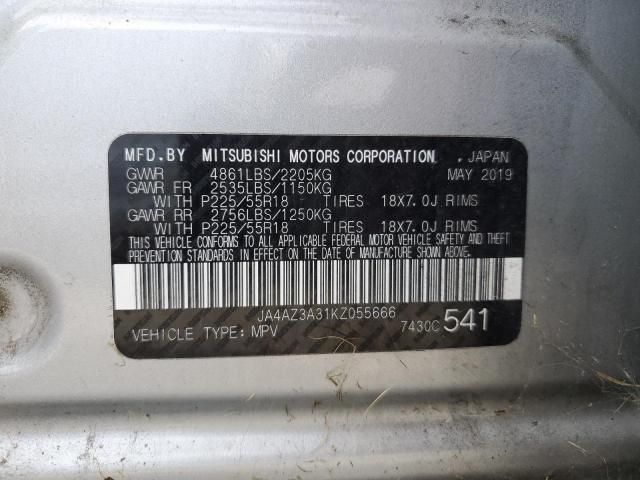 MFD.BY MITSUBISHI MOTORS CORPORATION , JAPAN
GVWR 4861LBS/2205KG MAY 2019
GAWR FR 2535LBS/1150KG
WITH P225/55R18 TIRES 18X7.0J RIMS
GAWR RR 2756LBS/1250KG
WITH P225/55R18 TIRES 18X7.0J RIMS
THIS VEHICLE CONFORMS TO ALL APPLICABLE FEDERAL MOTOR VEHICLE SAFETY AND THEFT
PREVENTION STANDARDS IN EFFECT ON THE DATE OF MANUFACTURE SHOWN ABOVE.
JA4AZ3A31KZ055666
VEHICLE TYPE: MPV 7430C 541